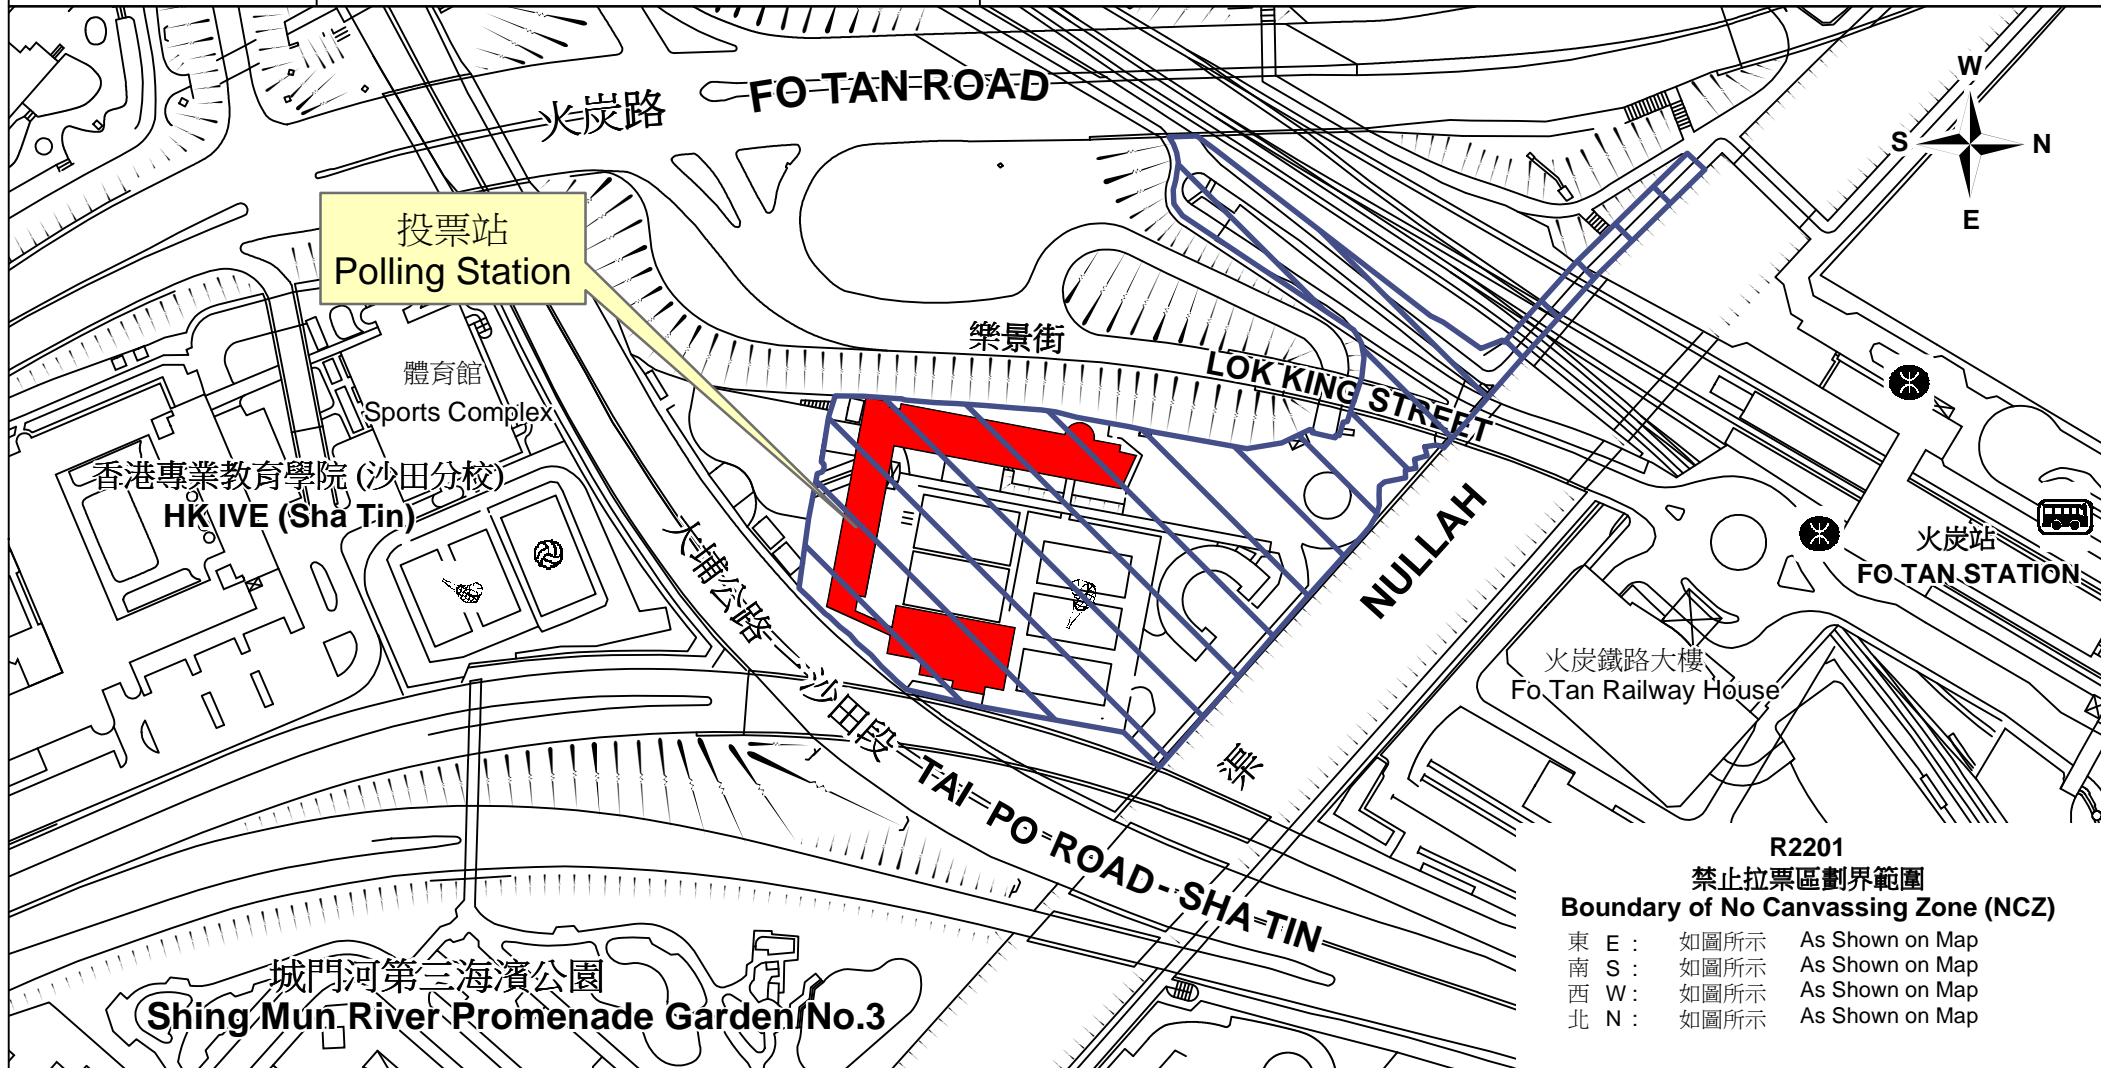 火炭路 FO TAN ROAD
W
S N
E
投票站
Polling Station
樂景街
LOK KING STREET
體育館
Sports Complex
香港專業教育學院 (沙田分校)
HK IVE (Sha Tin)
NULLAH
渠
火炭站
FO TAN STATION
火炭鐵路大樓
Fo Tan Railway House
大埔公路—沙田段 TAI PO ROAD - SHA TIN
城門河第三海濱公園
Shing Mun River Promenade Garden No.3
R2201
禁止拉票區劃界範圍
Boundary of No Canvassing Zone (NCZ)
東 E : 如圖所示 As Shown on Map
南 S : 如圖所示 As Shown on Map
西 W : 如圖所示 As Shown on Map
北 N : 如圖所示 As Shown on Map